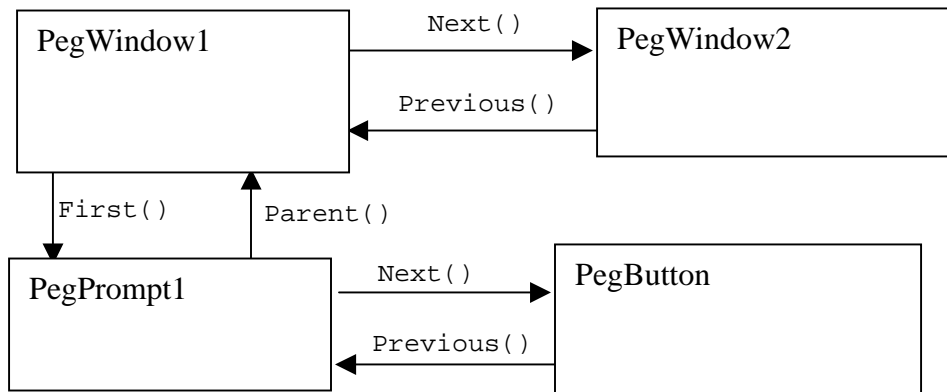 PegWindow1
Next()
PegWindow2
Previous()
First()
Parent()
PegPrompt1
Next()
PegButton
Previous()